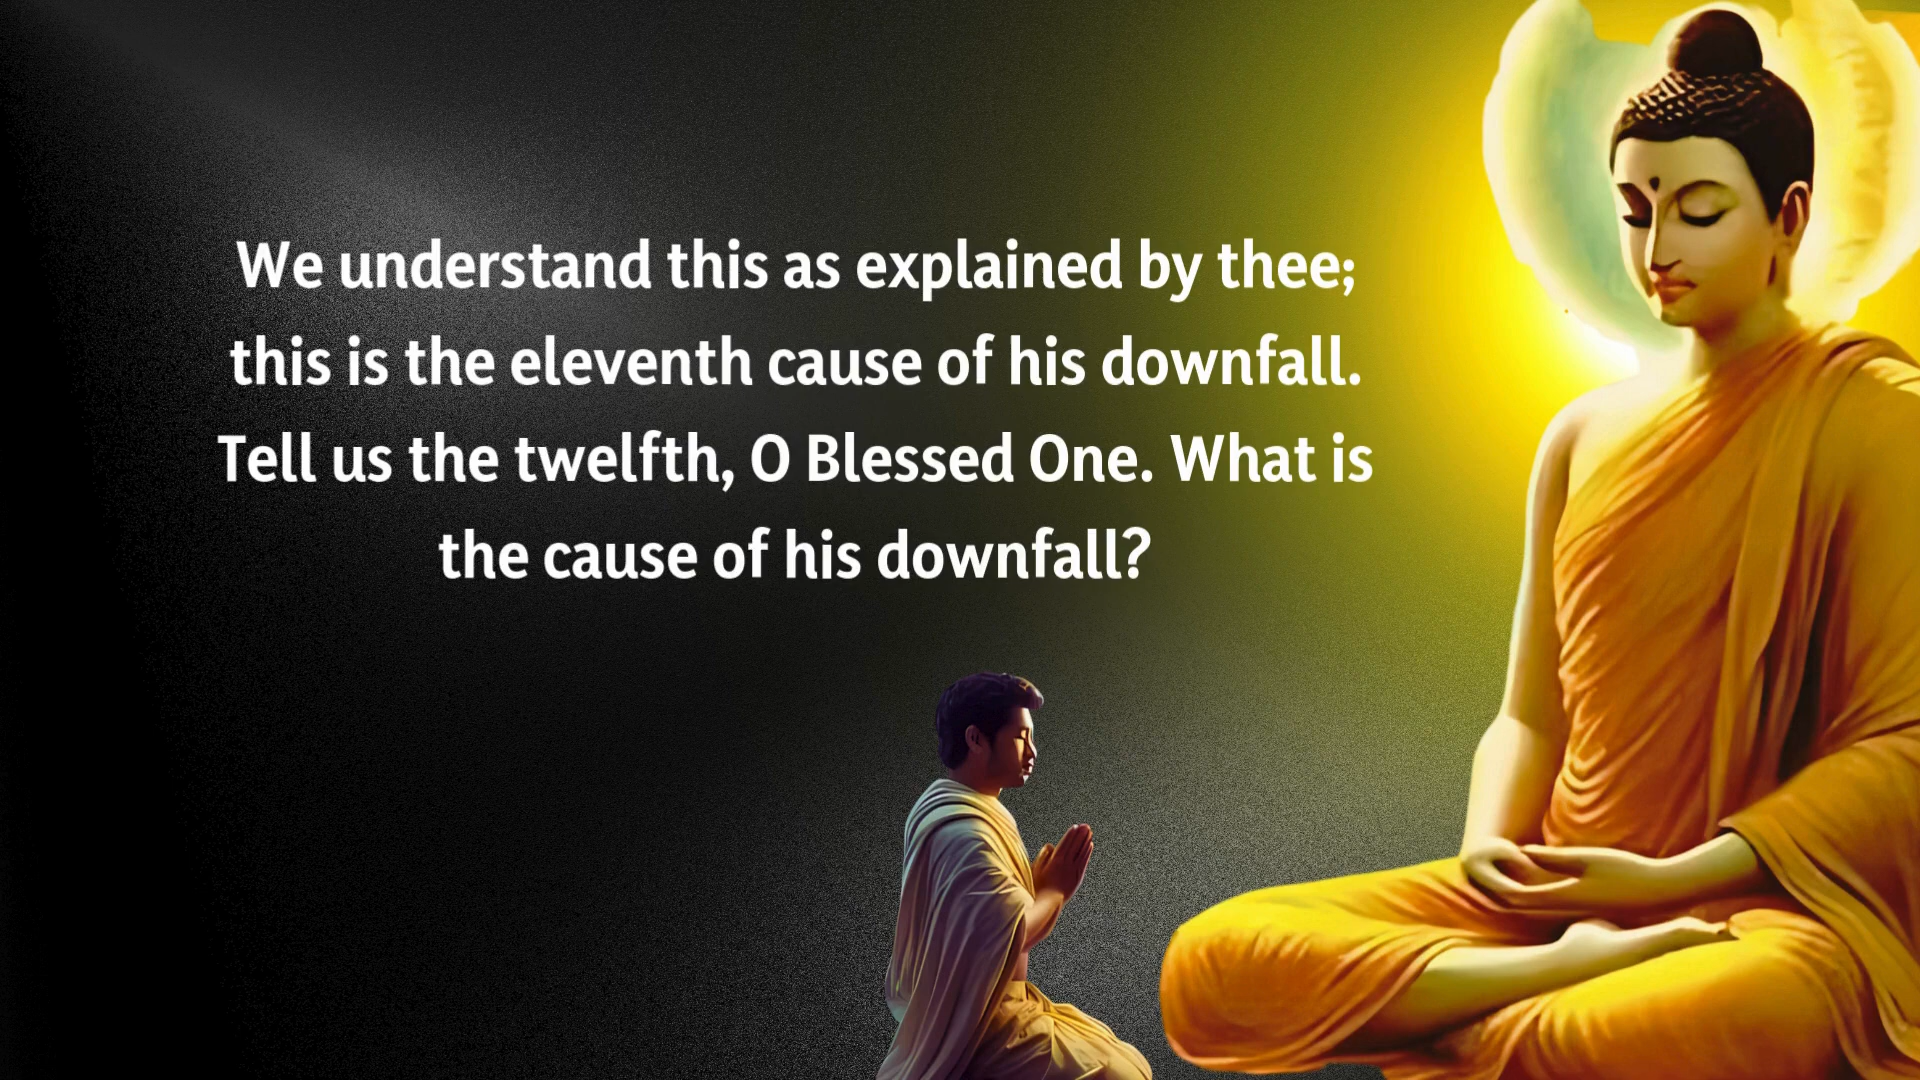 We understand this as explained by thee;
this is the eleventh cause of his downfall.
Tell us the twelfth, O Blessed One. What is
the cause of his downfall?